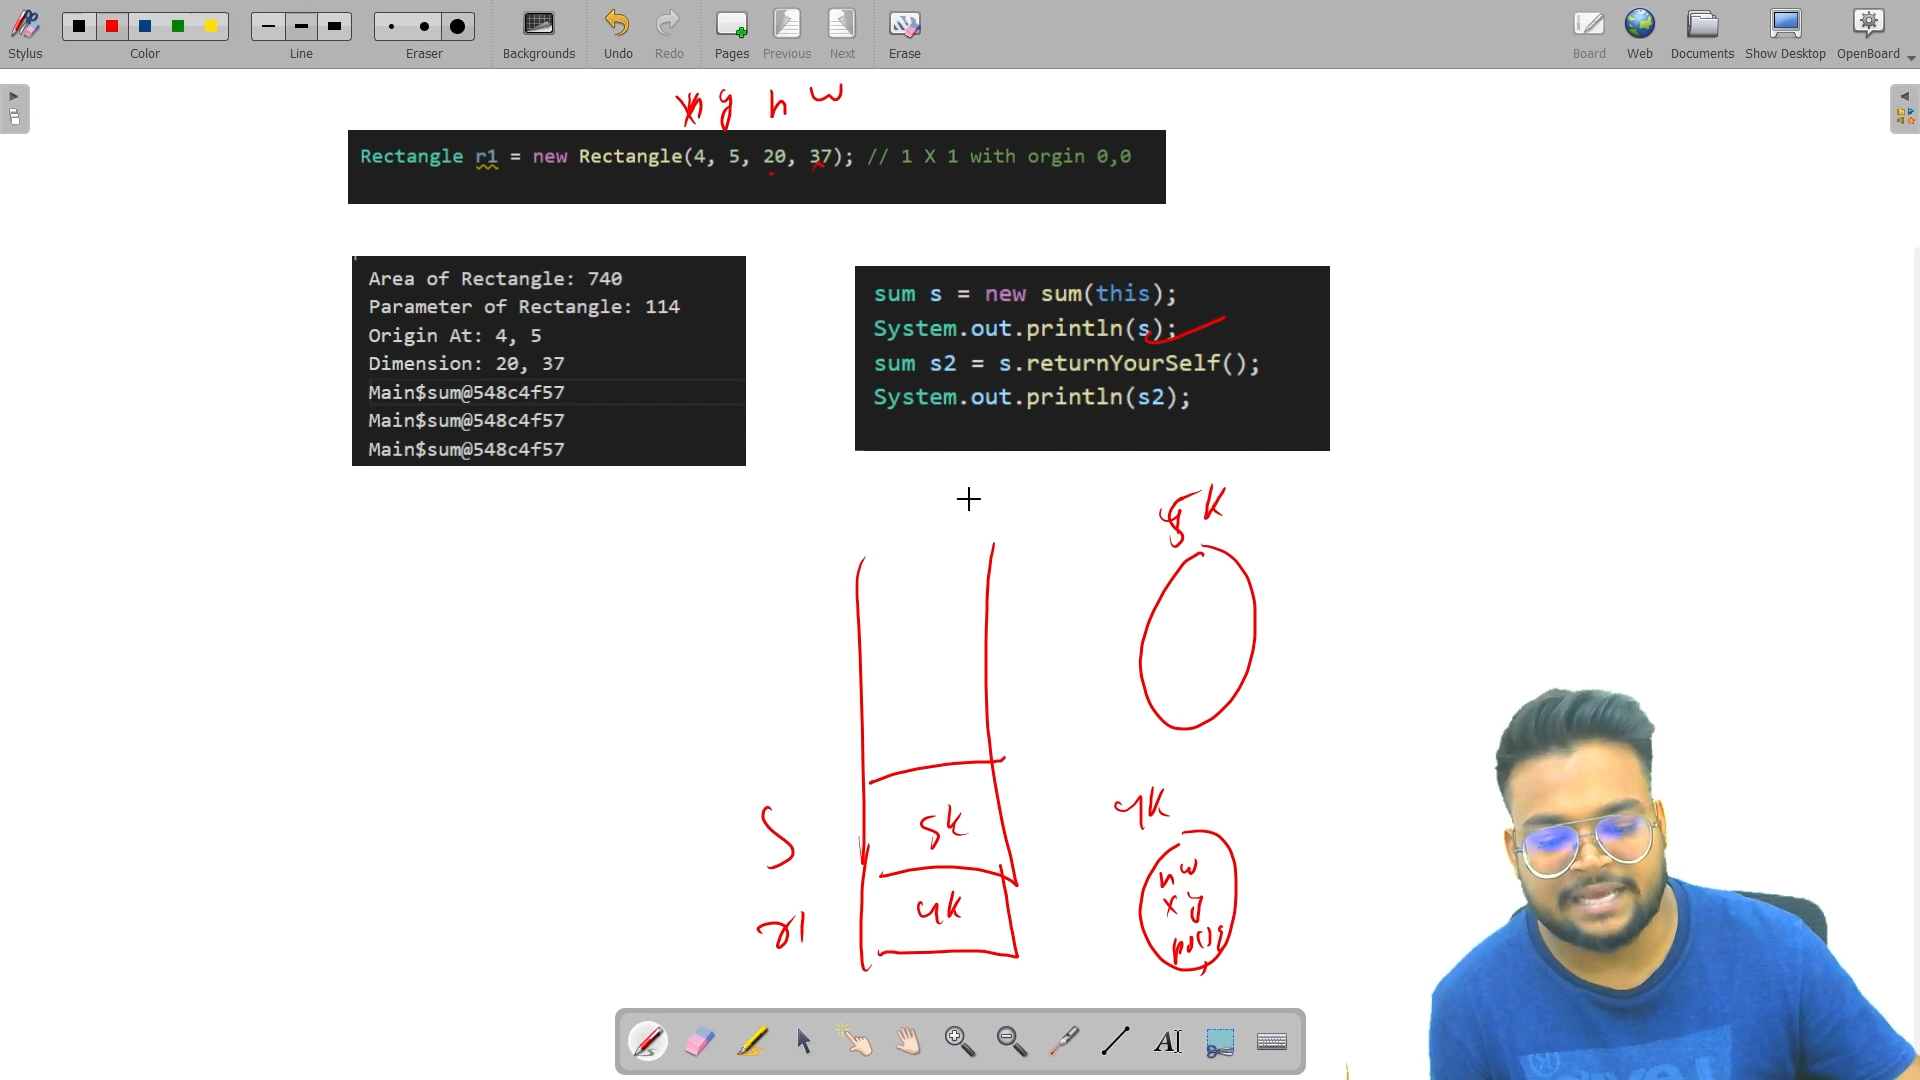 Stylus Color Line Eraser Backgrounds Undo Redo Pages Previous Next Erase Board Web Documents Show Desktop OpenBoard
y h w
Rectangle r1 = new Rectangle(4, 5, 20, 37); // 1 X 1 with orgin 0,0
Area of Rectangle: 740
Parameter of Rectangle: 114
Origin At: 4, 5
Dimension: 20, 37
Main$sum@548c4f57
Main$sum@548c4f57
Main$sum@548c4f57
sum s = new sum(this);
System.out.println(s);
sum s2 = s.returnYourSelf();
System.out.println(s2);
5K
S 5K 4K
r1 4K
h w
x y